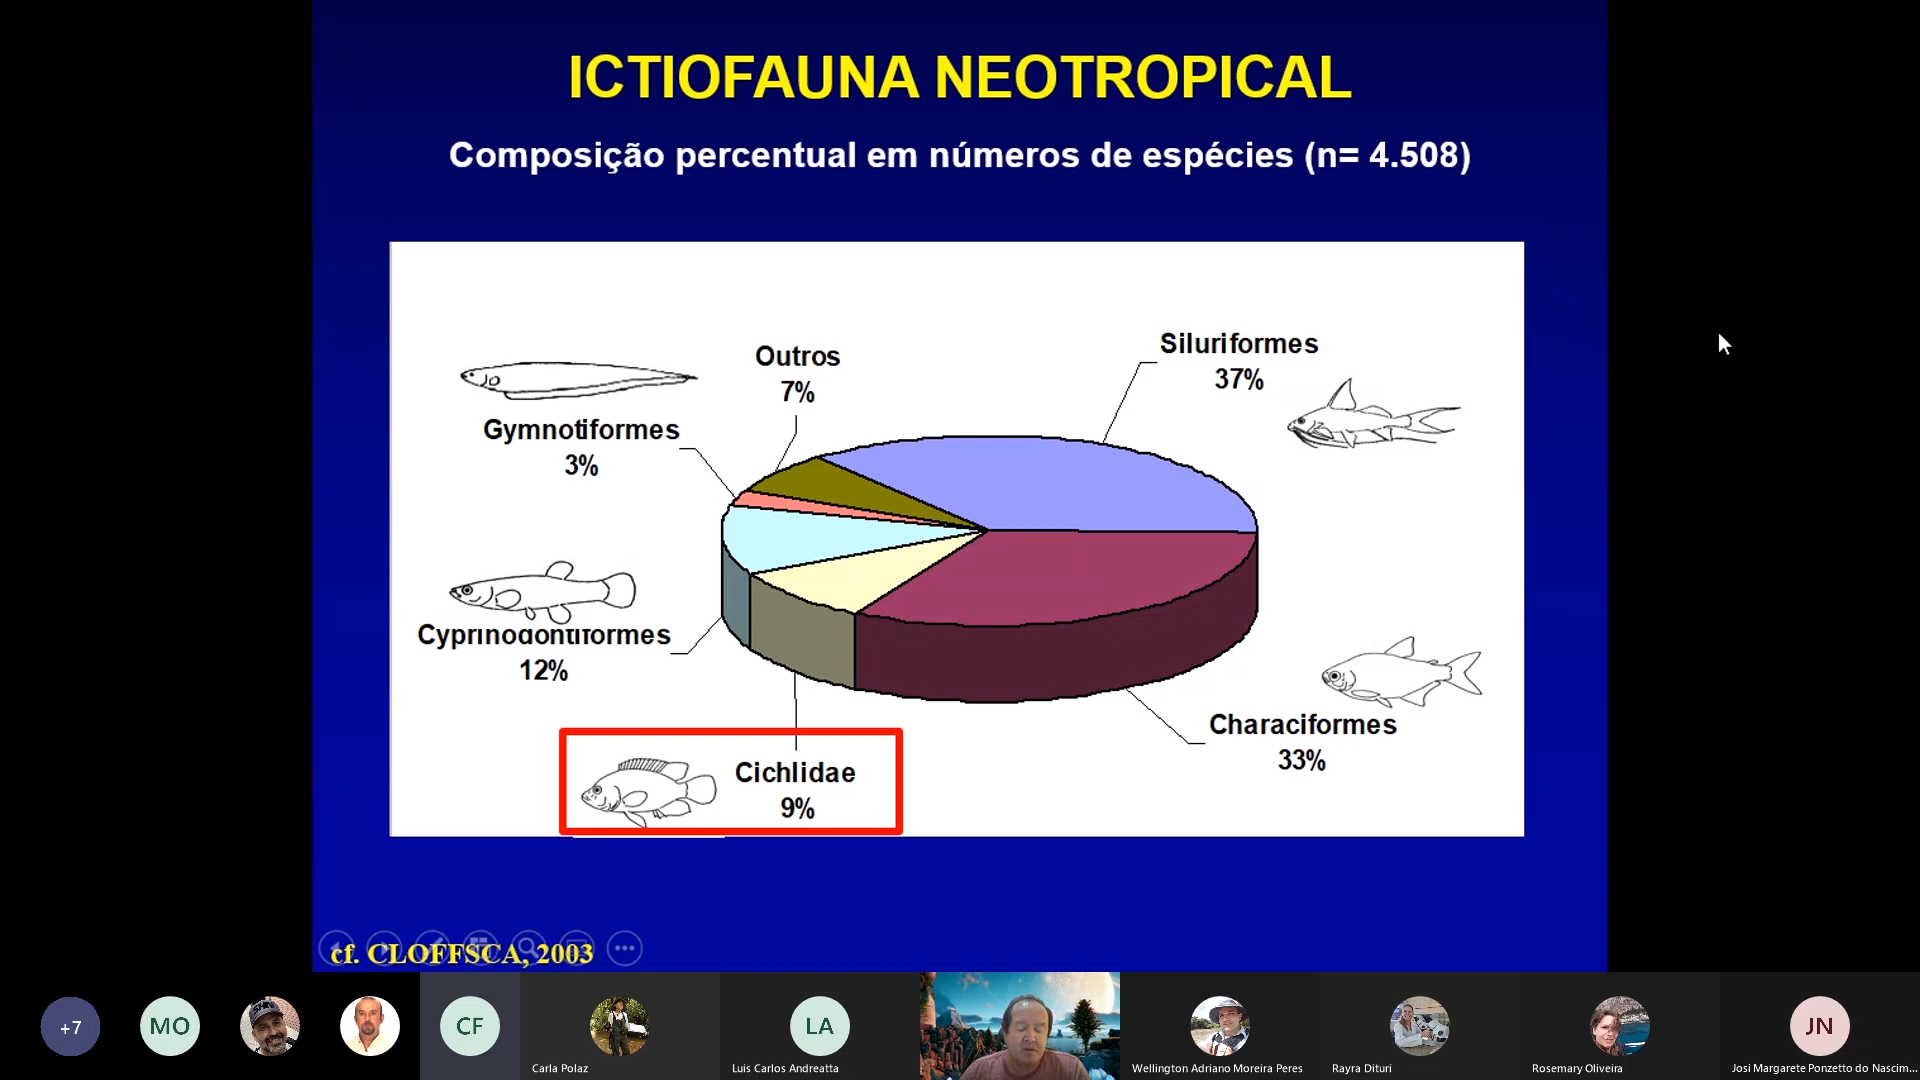 ICTIOFAUNA NEOTROPICAL
Composição percentual em números de espécies (n= 4.508)
Outros
7%
Siluriformes
37%
Gymnotiformes
3%
Cyprinodontiformes
12%
Characiformes
33%
Cichlidae
9%
cf. CLOFFSCA, 2003
+7
MO
CF
LA
JN
Carla Polaz
Luis Carlos Andreatta
Wellington Adriano Moreira Peres
Rayra Dituri
Rosemary Oliveira
Josi Margarete Ponzetto do Nascim...